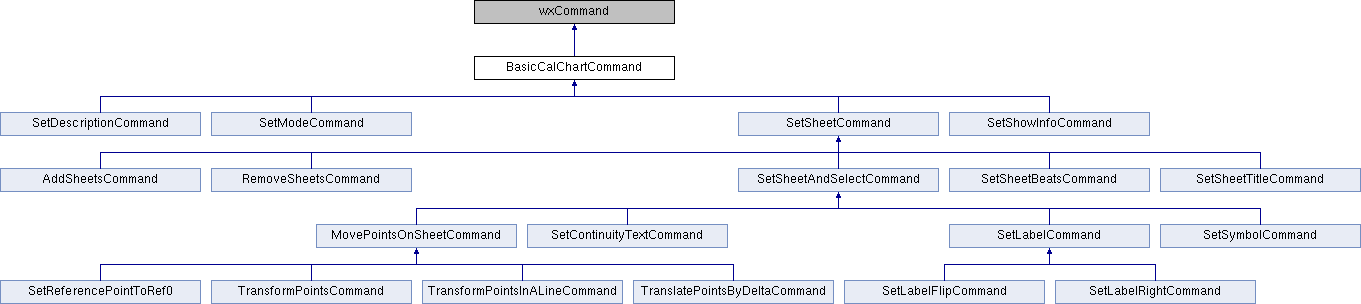 wxCommand
BasicCalChartCommand
SetDescriptionCommand
SetModeCommand
SetSheetCommand
SetShowInfoCommand
AddSheetsCommand
RemoveSheetsCommand
SetSheetAndSelectCommand
SetSheetBeatsCommand
SetSheetTitleCommand
MovePointsOnSheetCommand
SetContinuityTextCommand
SetLabelCommand
SetSymbolCommand
SetReferencePointToRef0
TransformPointsCommand
TransformPointsInALineCommand
TranslatePointsByDeltaCommand
SetLabelFlipCommand
SetLabelRightCommand